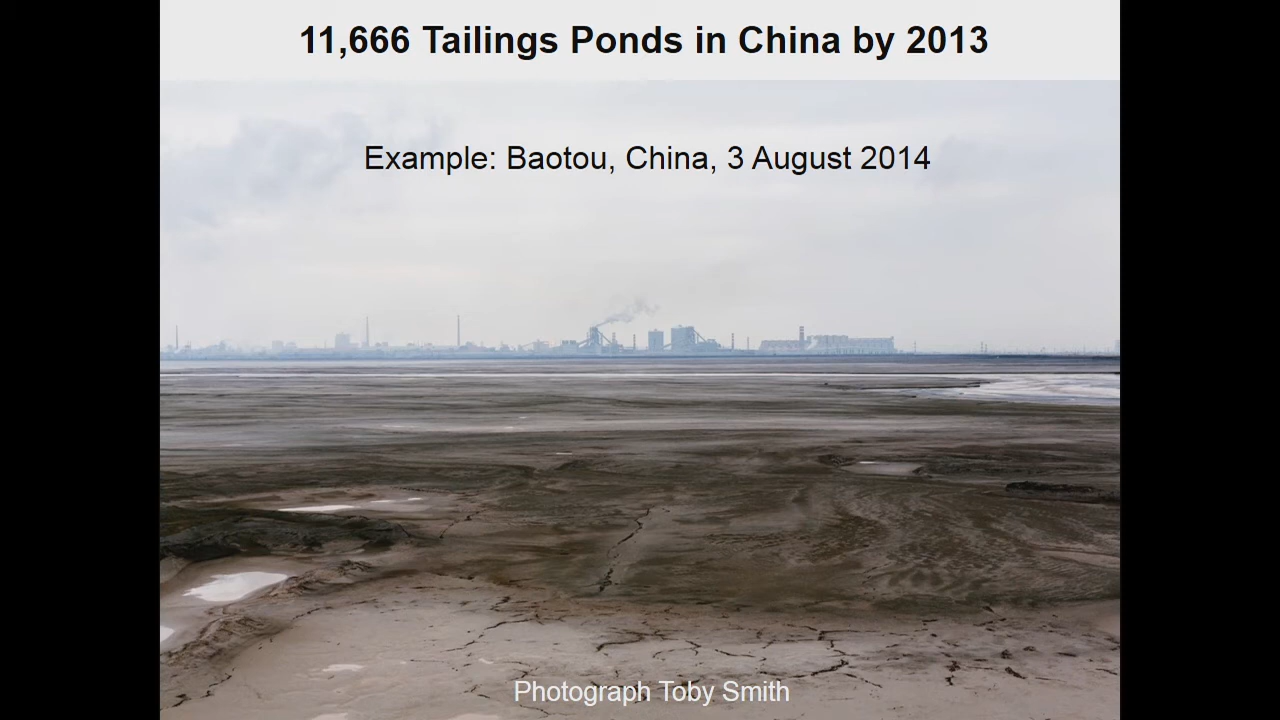 11,666 Tailings Ponds in China by 2013
Example: Baotou, China, 3 August 2014
Photograph Toby Smith